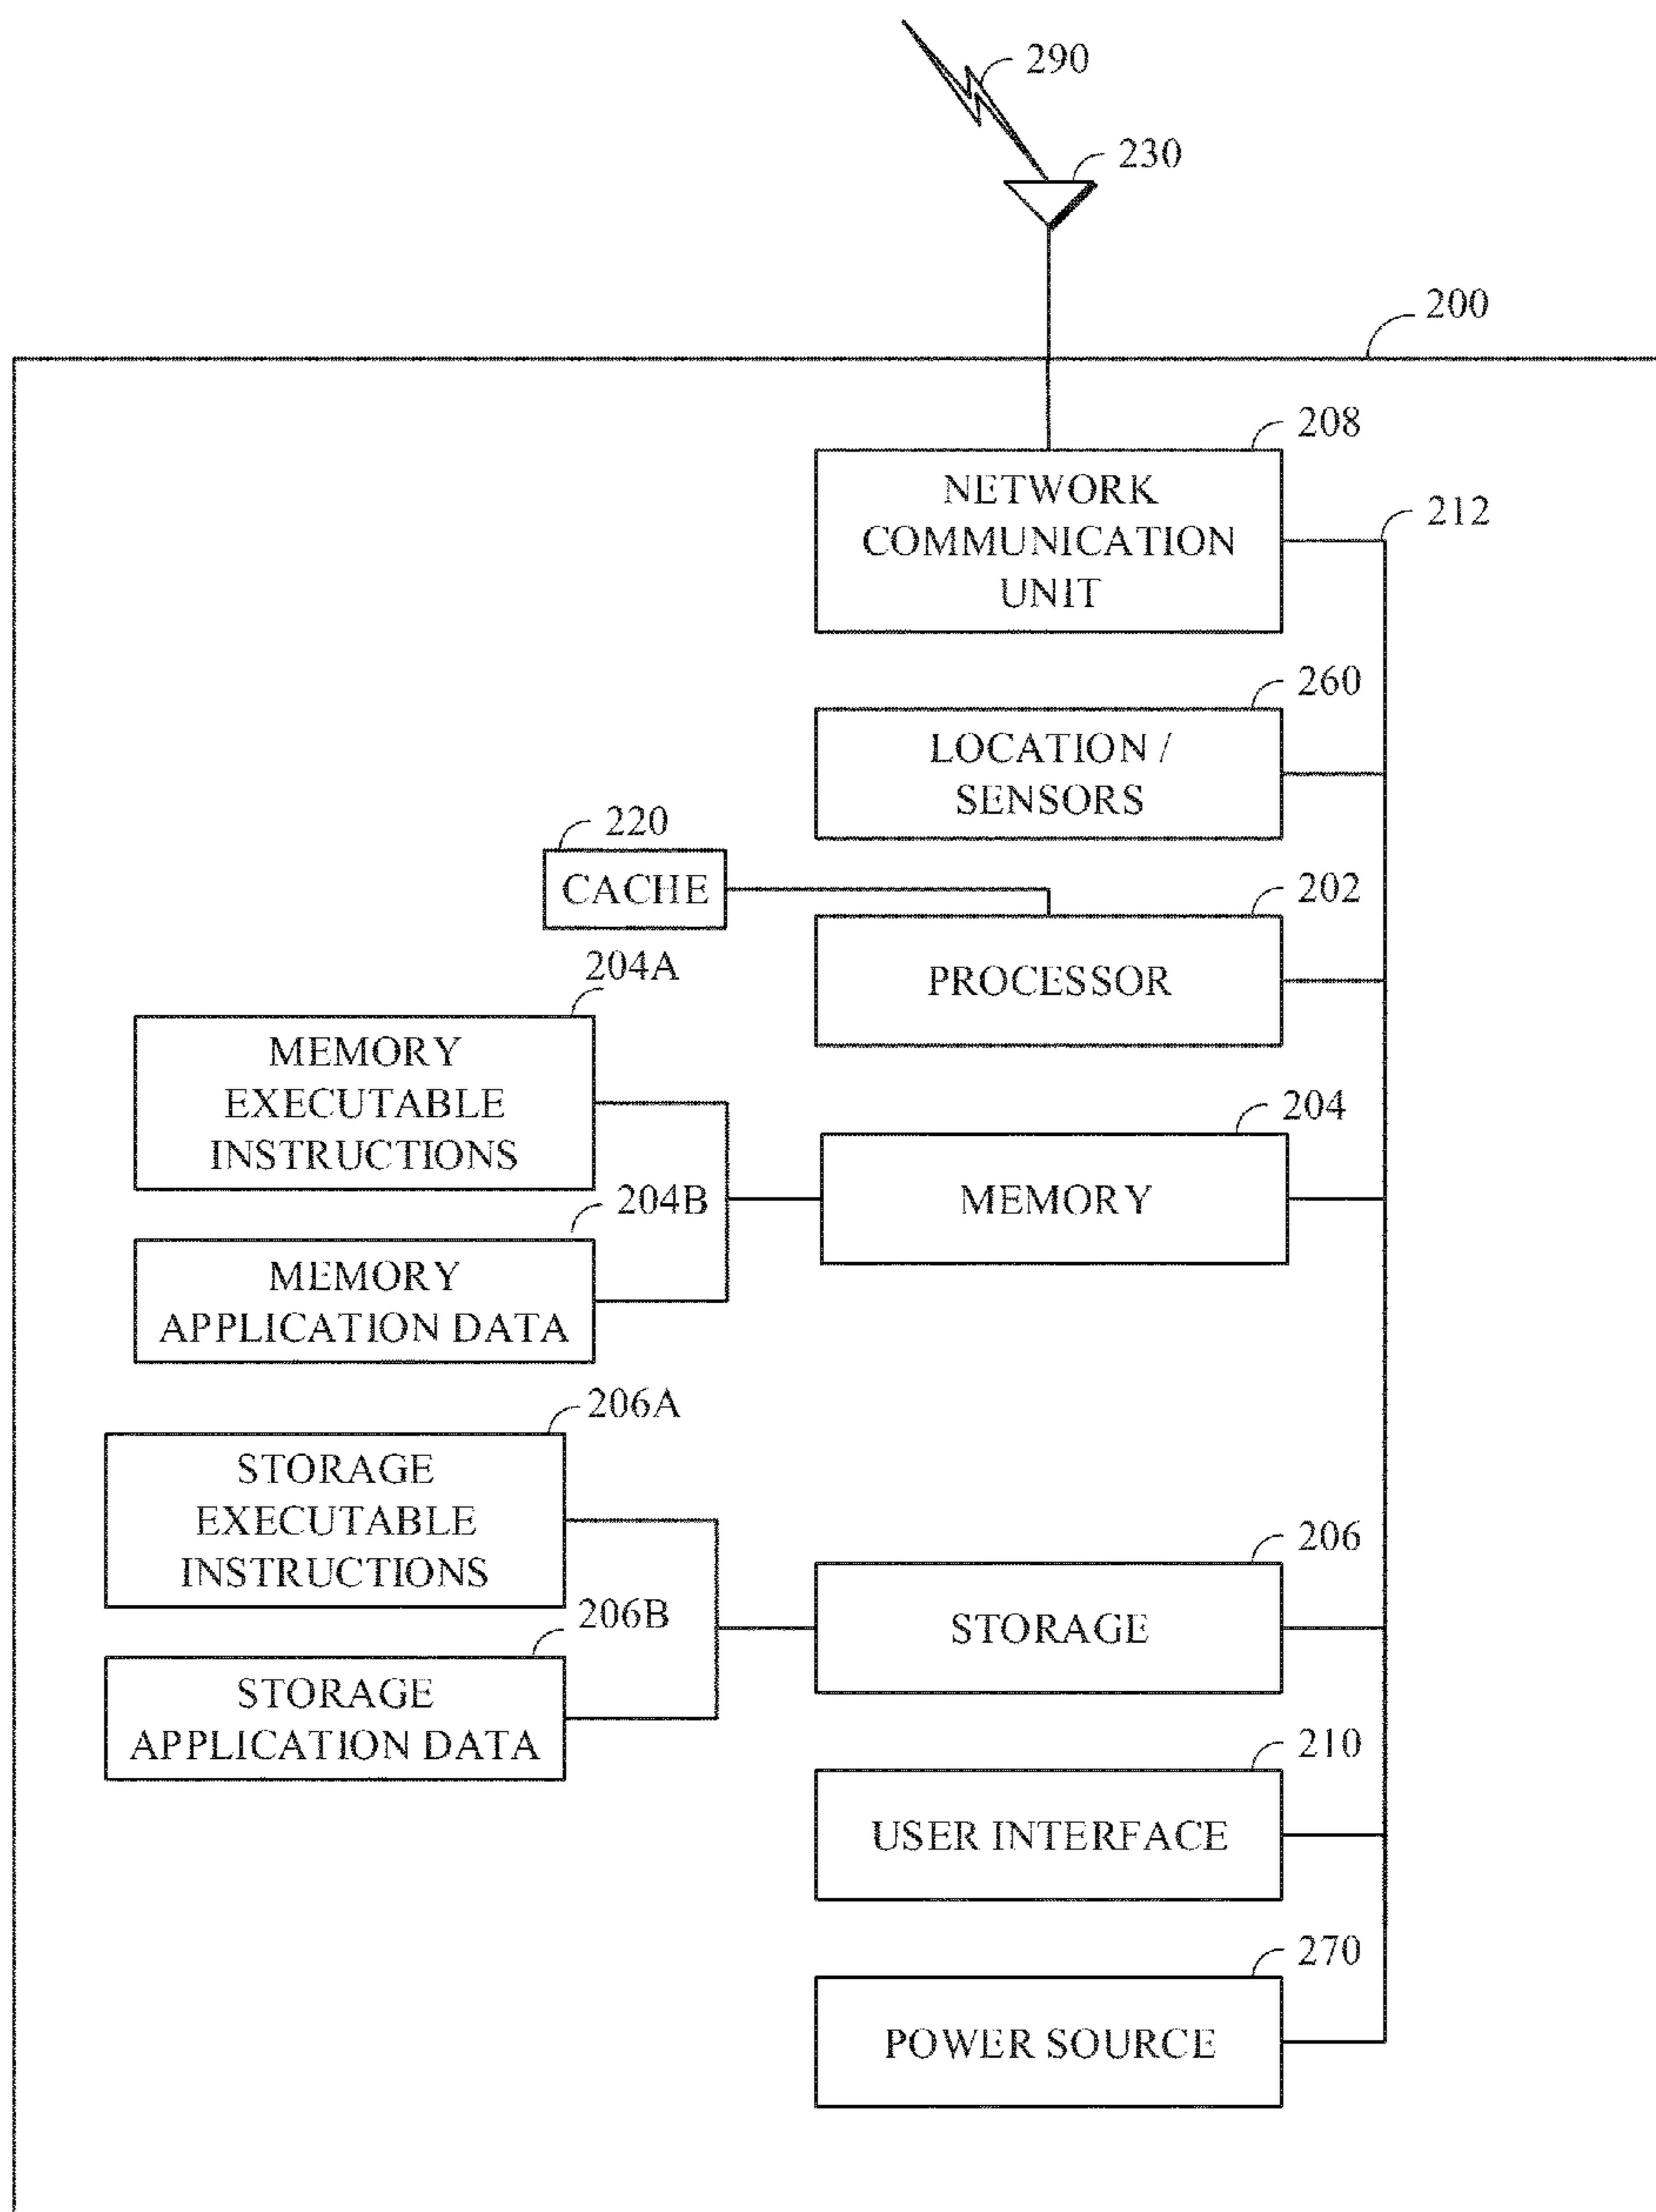 290
230
200
208
NETWORK
COMMUNICATION
UNIT
212
260
LOCATION /
SENSORS
220
CACHE
202
PROCESSOR
204A
MEMORY
EXECUTABLE
INSTRUCTIONS
204
MEMORY
204B
MEMORY
APPLICATION DATA
206A
STORAGE
EXECUTABLE
INSTRUCTIONS
206
STORAGE
206B
STORAGE
APPLICATION DATA
210
USER INTERFACE
270
POWER SOURCE